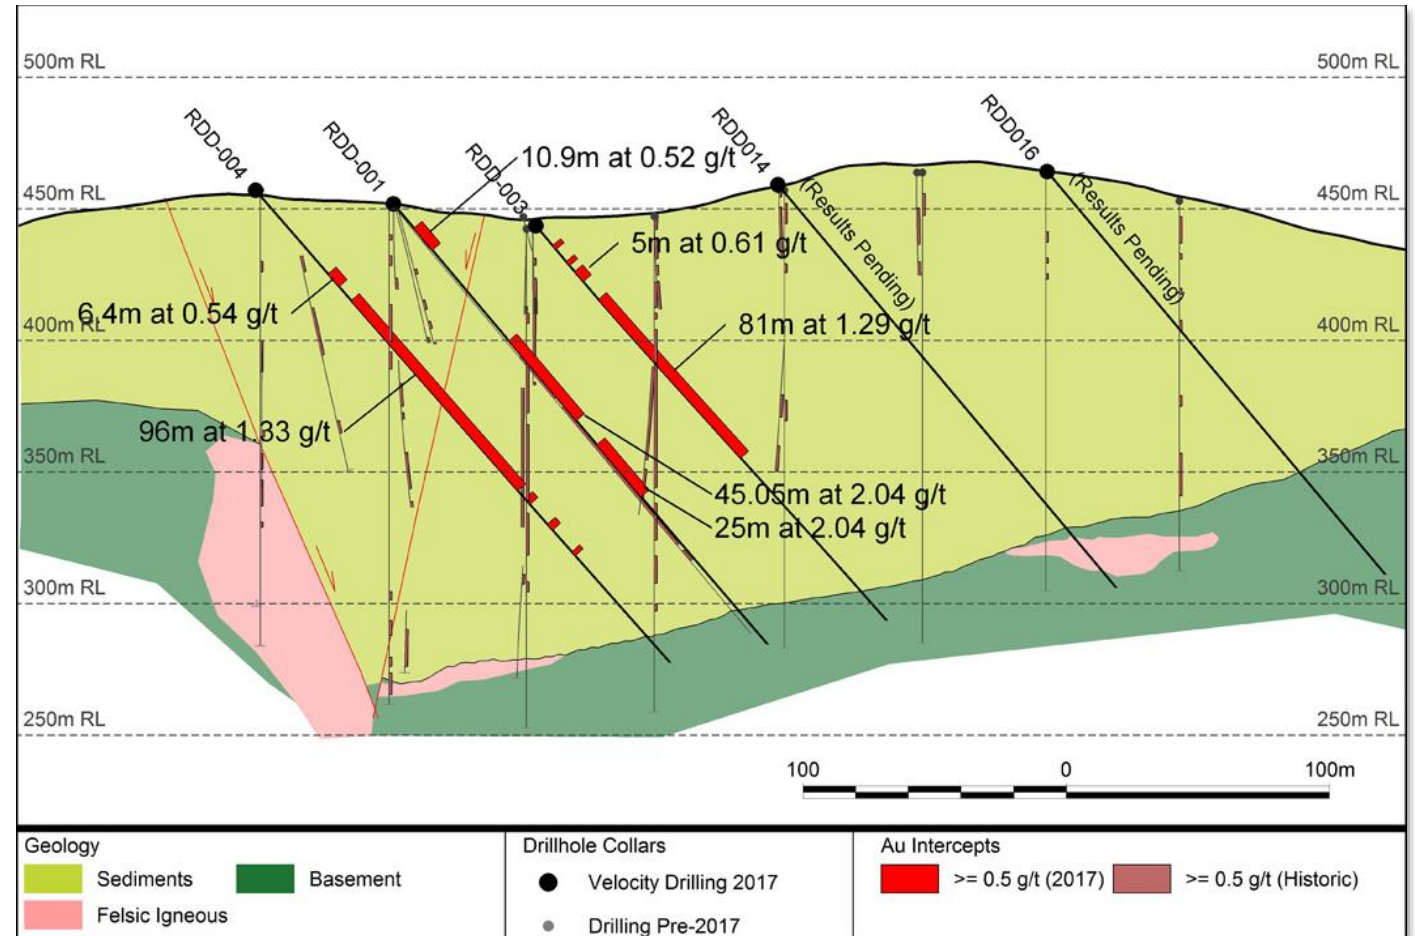 500m RL
500m RL
RDD-004
RDD-001
RDD-003
RDD014
RDD016
10.9m at 0.52 g/t
(Results Pending)
(Results Pending)
450m RL
450m RL
5m at 0.61 g/t
6.4m at 0.54 g/t
81m at 1.29 g/t
400m RL
400m RL
96m at 1.33 g/t
350m RL
350m RL
45.05m at 2.04 g/t
25m at 2.04 g/t
300m RL
300m RL
250m RL
250m RL
100
0
100m
Geology
Sediments
Basement
Felsic Igneous
Drillhole Collars
Velocity Drilling 2017
Drilling Pre-2017
Au Intercepts
>= 0.5 g/t (2017)
>= 0.5 g/t (Historic)